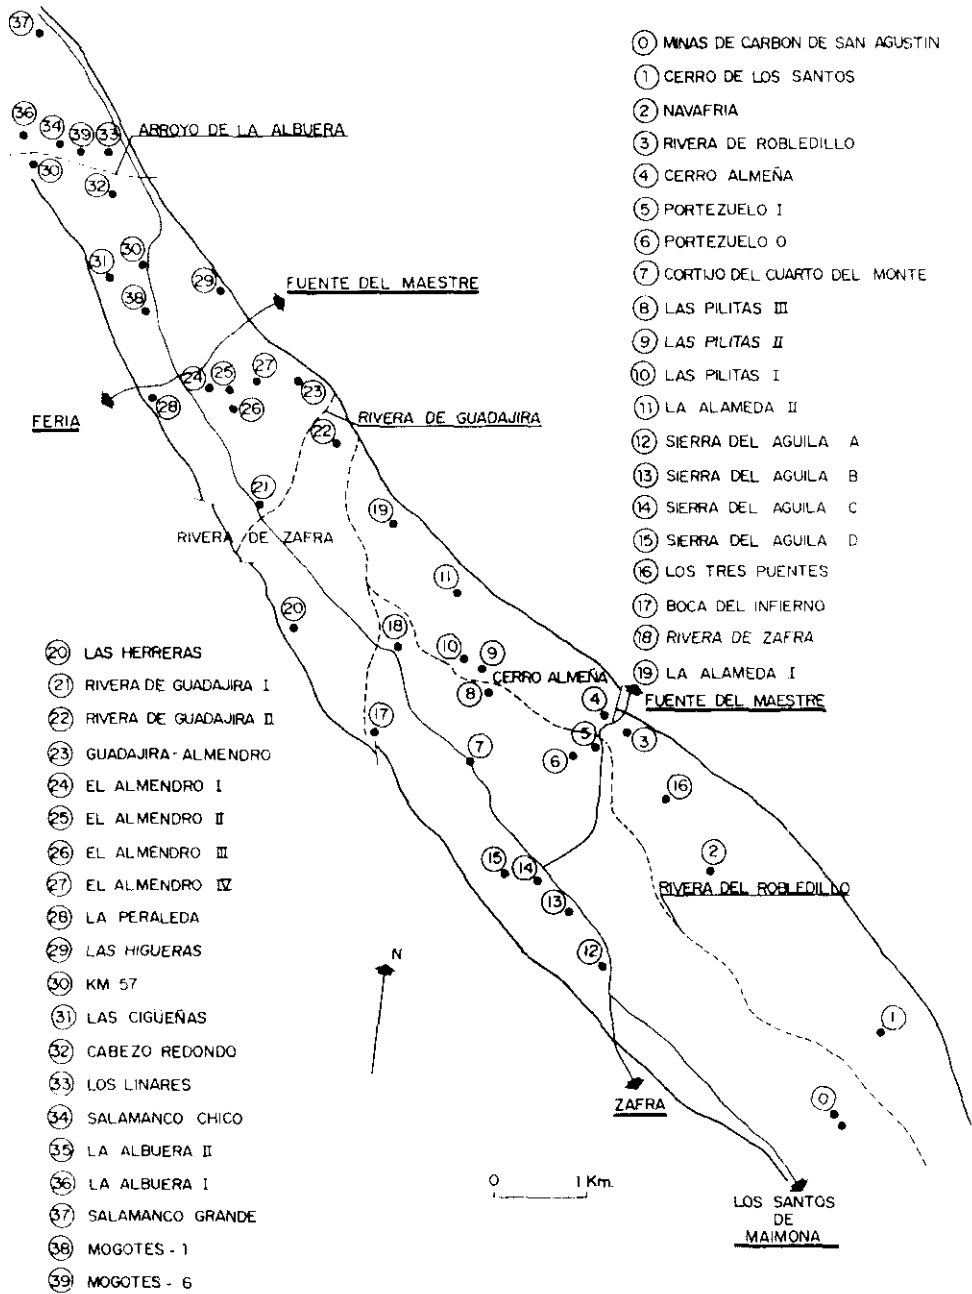 37
36
34
39
33
ARROYO DE LA ALBUERA
30
32
31
30
29
38
FUENTE DEL MAESTRE
24
25
27
23
28
26
FERIA
RIVERA DE GUADAJIRA
22
21
19
RIVERA DE ZAFRA
11
20
18
10
9
CERRO ALMEÑA
8
4
FUENTE DEL MAESTRE
17
7
5
6
3
16
15
14
2
RIVERA DEL ROBLEDILLO
13
12
N
1
ZAFRA
0
0 1 Km.
LOS SANTOS
DE
MAIMONA
0 MINAS DE CARBON DE SAN AGUSTIN
1 CERRO DE LOS SANTOS
2 NAVAFRIA
3 RIVERA DE ROBLEDILLO
4 CERRO ALMEÑA
5 PORTEZUELO I
6 PORTEZUELO 0
7 CORTIJO DEL CUARTO DEL MONTE
8 LAS PILITAS III
9 LAS PILITAS II
10 LAS PILITAS I
11 LA ALAMEDA II
12 SIERRA DEL AGUILA A
13 SIERRA DEL AGUILA B
14 SIERRA DEL AGUILA C
15 SIERRA DEL AGUILA D
16 LOS TRES PUENTES
17 BOCA DEL INFIERNO
18 RIVERA DE ZAFRA
19 LA ALAMEDA I
20 LAS HERRERAS
21 RIVERA DE GUADAJIRA I
22 RIVERA DE GUADAJIRA II
23 GUADAJIRA-ALMENDRO
24 EL ALMENDRO I
25 EL ALMENDRO II
26 EL ALMENDRO III
27 EL ALMENDRO IV
28 LA PERALEDA
29 LAS HIGUERAS
30 KM 57
31 LAS CIGUEÑAS
32 CABEZO REDONDO
33 LOS LINARES
34 SALAMANCO CHICO
35 LA ALBUERA II
36 LA ALBUERA I
37 SALAMANCO GRANDE
38 MOGOTES - 1
39 MOGOTES - 6